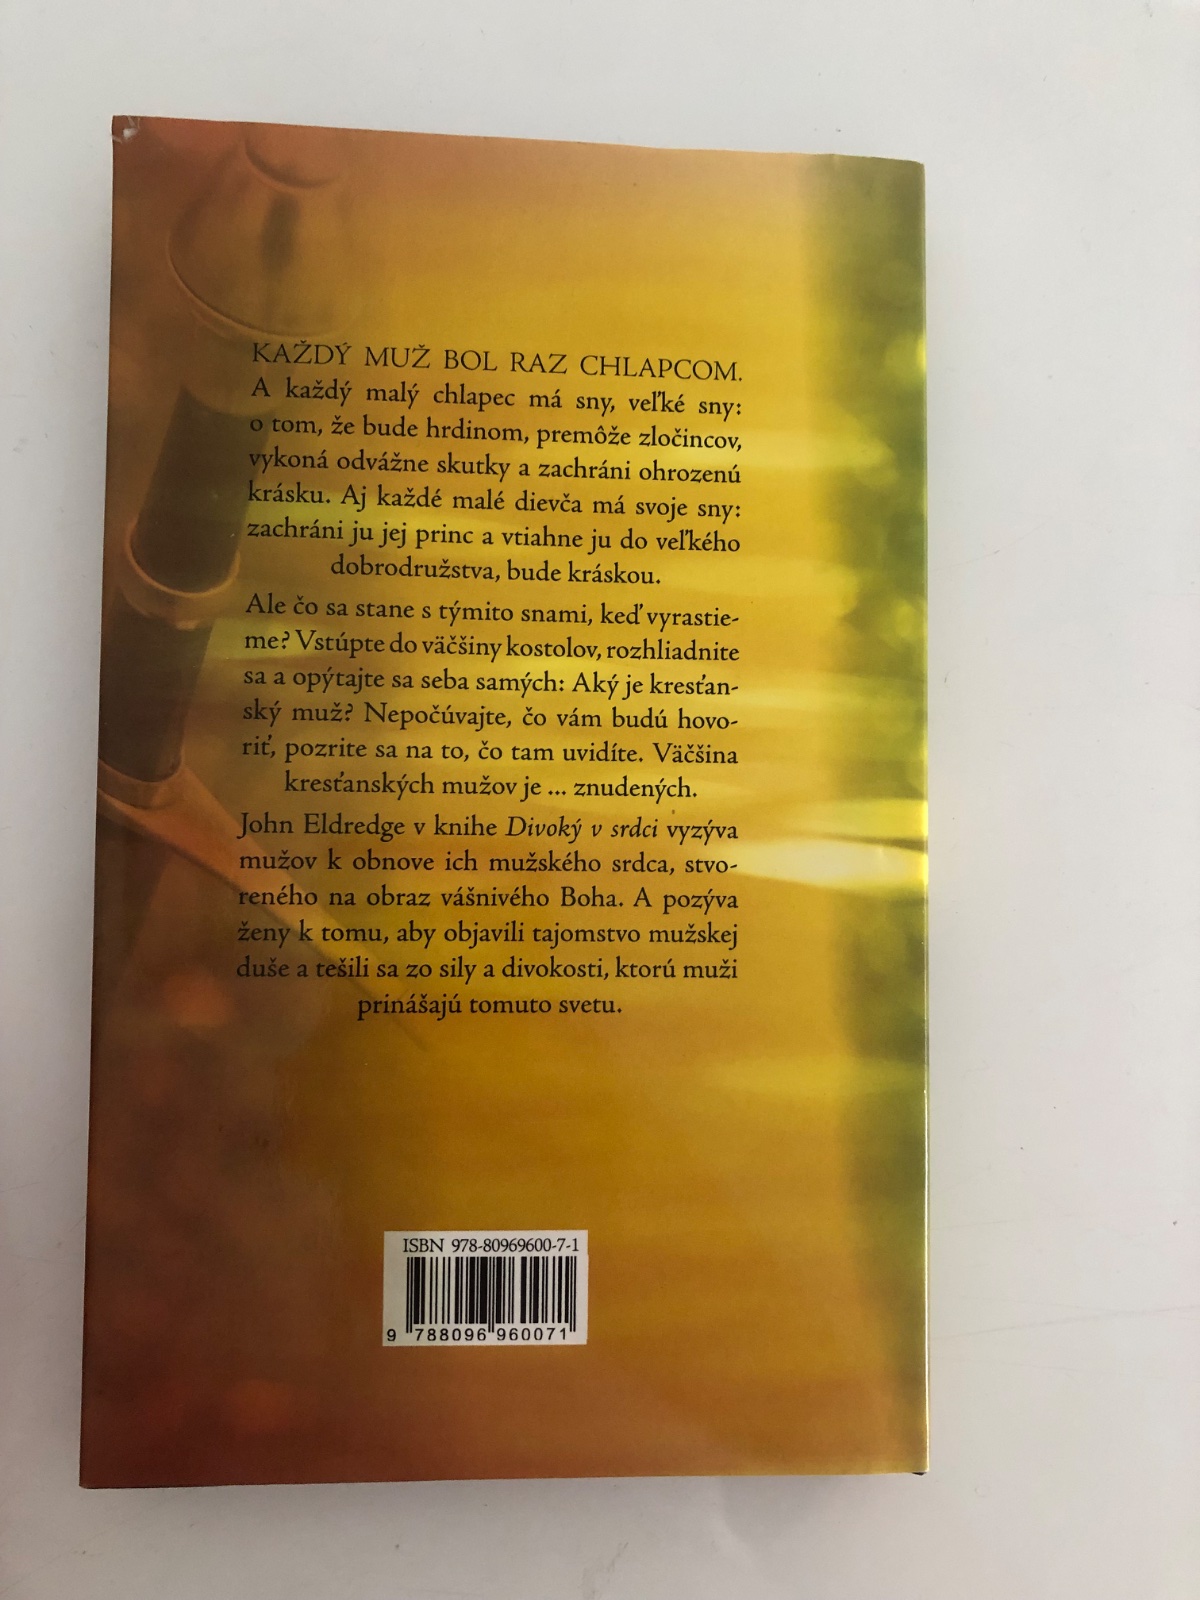 KAŽDÝ MUŽ BOL RAZ CHLAPCOM.
A každý malý chlapec má sny, veľké sny:
o tom, že bude hrdinom, premôže zločincov,
vykoná odvážne skutky a zachráni ohrozenú
krásku. Aj každé malé dievča má svoje sny:
zachráni ju jej princ a vtiahne ju do veľkého
dobrodružstva, bude kráskou.
Ale čo sa stane s týmito snami, keď vyrastie-
me? Vstúpte do väčšiny kostolov, rozhliadnite
sa a opýtajte sa seba samých: Aký je kresťan-
ský muž? Nepočúvajte, čo vám budú hovo-
riť, pozrite sa na to, čo tam uvidíte. Väčšina
kresťanských mužov je ... znudených.
John Eldredge v knihe Divoký v srdci vyzýva
mužov k obnove ich mužského srdca, stvo-
reného na obraz vášnivého Boha. A pozýva
ženy k tomu, aby objavili tajomstvo mužskej
duše a tešili sa zo sily a divokosti, ktorú muži
prinášajú tomuto svetu.
ISBN 978-80969600-7-1
9 788096 960071